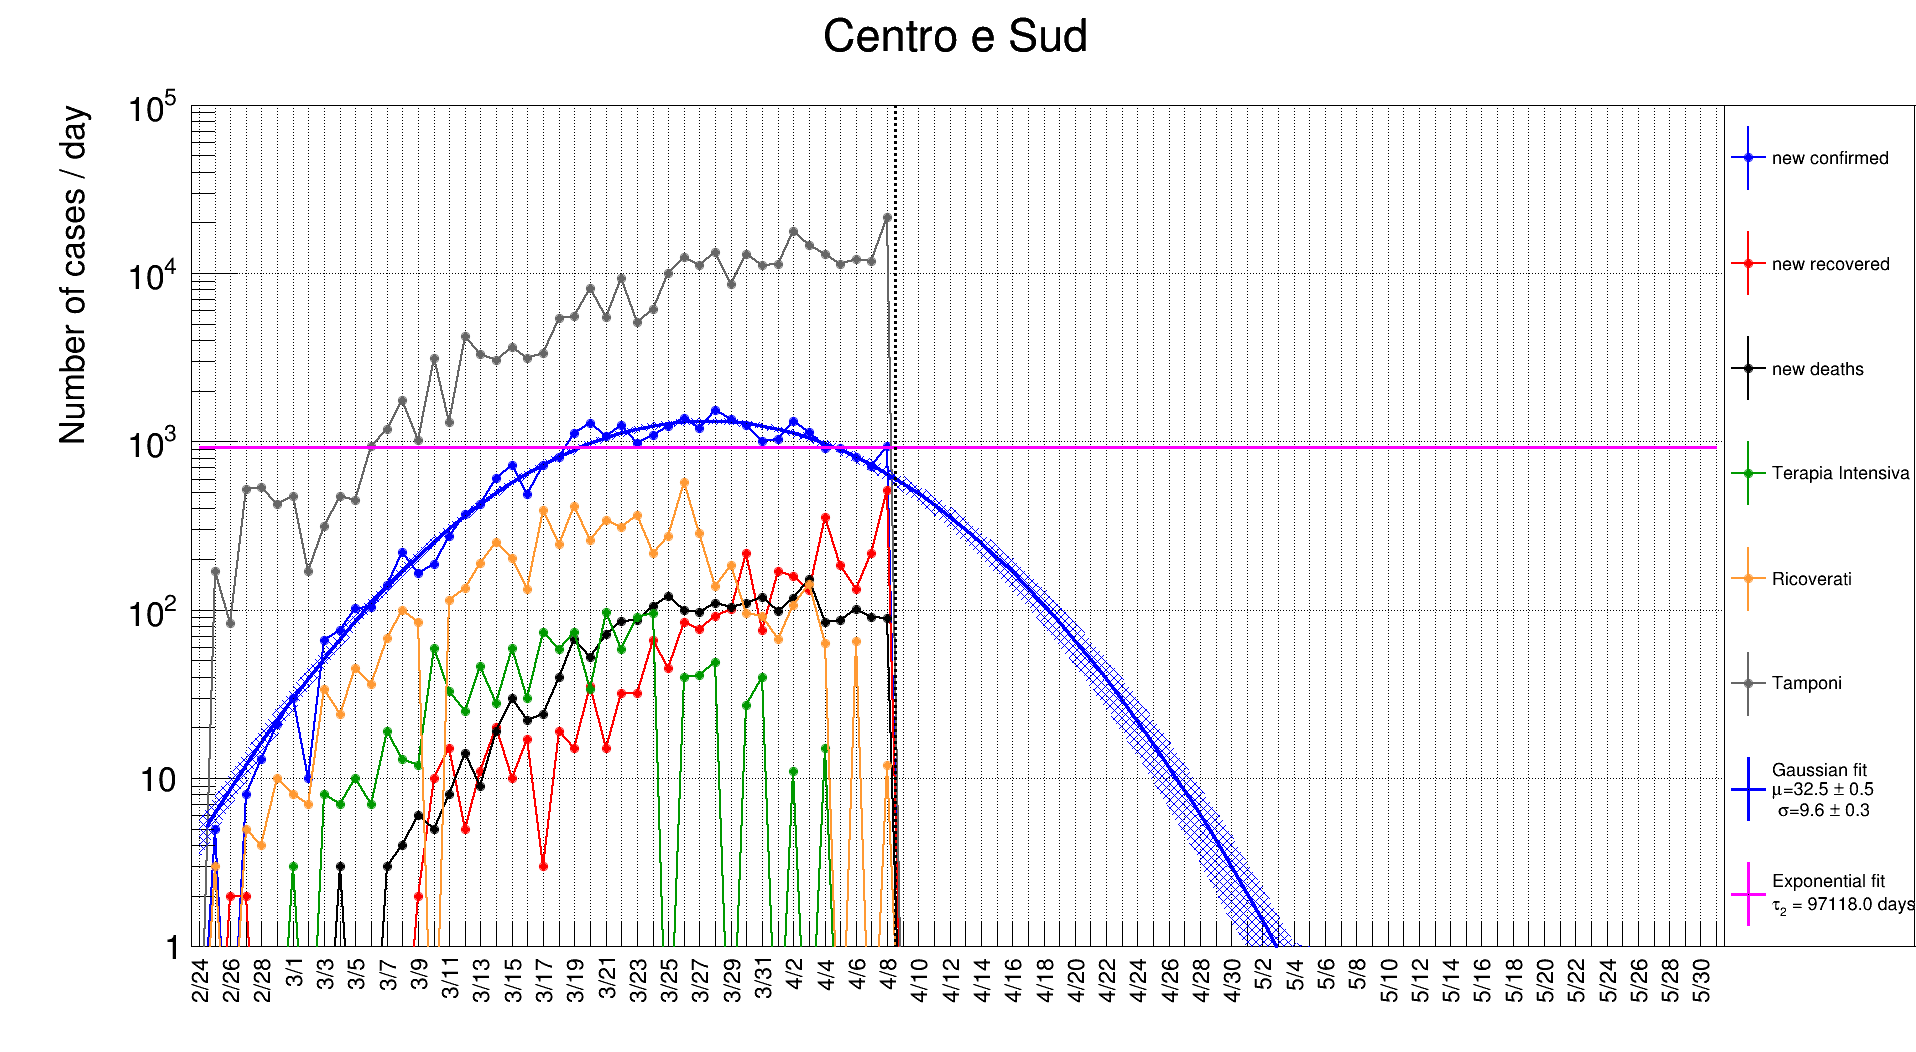 Centro e Sud
Number of cases / day
10^5
10^4
10^3
10^2
10
1
2/24 2/26 2/28 3/1 3/3 3/5 3/7 3/9 3/11 3/13 3/15 3/17 3/19 3/21 3/23 3/25 3/27 3/29 3/31 4/2 4/4 4/6 4/8 4/10 4/12 4/14 4/16 4/18 4/20 4/22 4/24 4/26 4/28 4/30 5/2 5/4 5/6 5/8 5/10 5/12 5/14 5/16 5/18 5/20 5/22 5/24 5/26 5/28 5/30
new confirmed
new recovered
new deaths
Terapia Intensiva
Ricoverati
Tamponi
Gaussian fit
μ=32.5 ± 0.5
σ=9.6 ± 0.3
Exponential fit
τ₂ = 97118.0 days